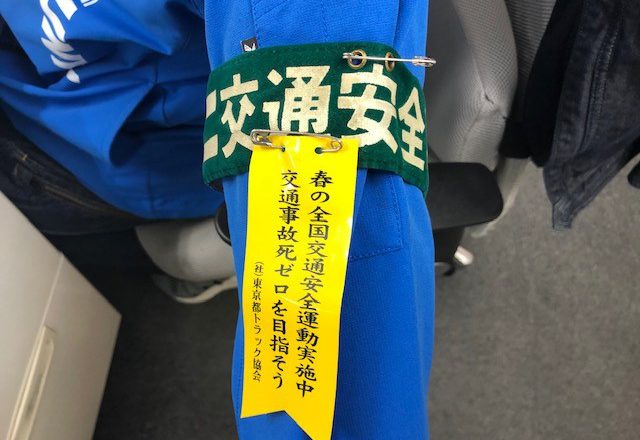 交通安全
春の全国交通安全運動実施中
交通事故死ゼロを目指そう
(社)東京都トラック協会